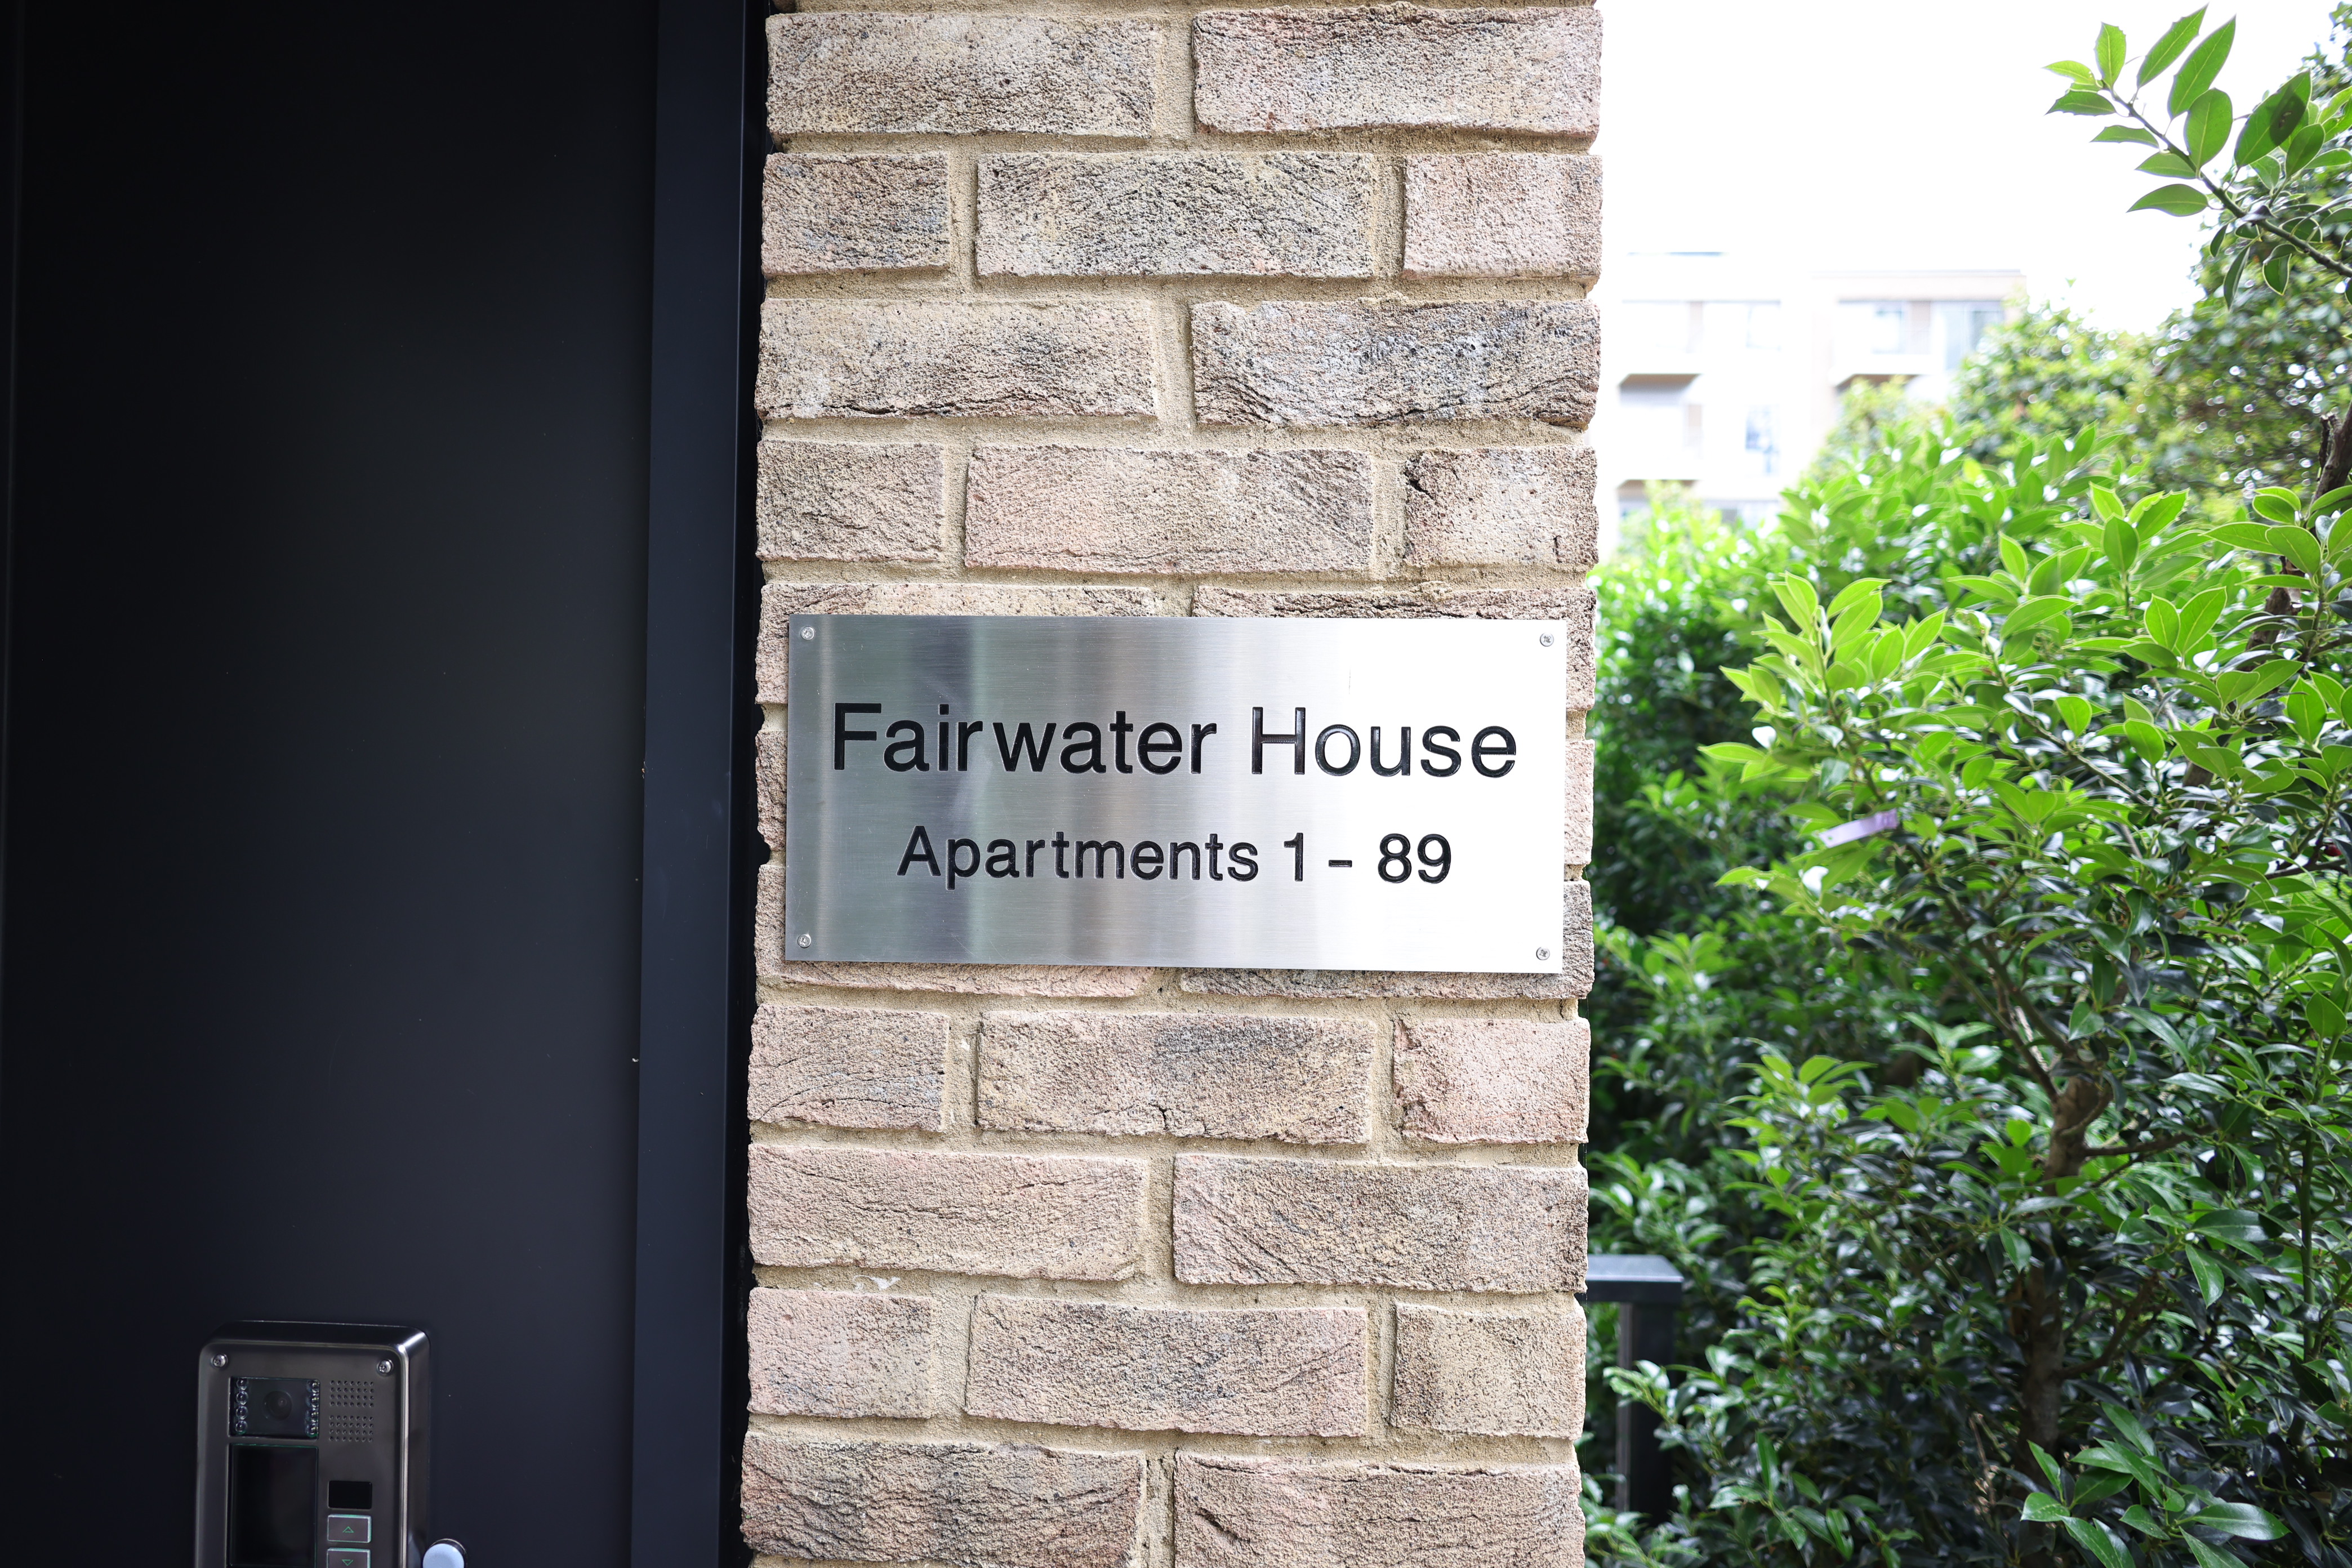 Fairwater House
Apartments 1 - 89